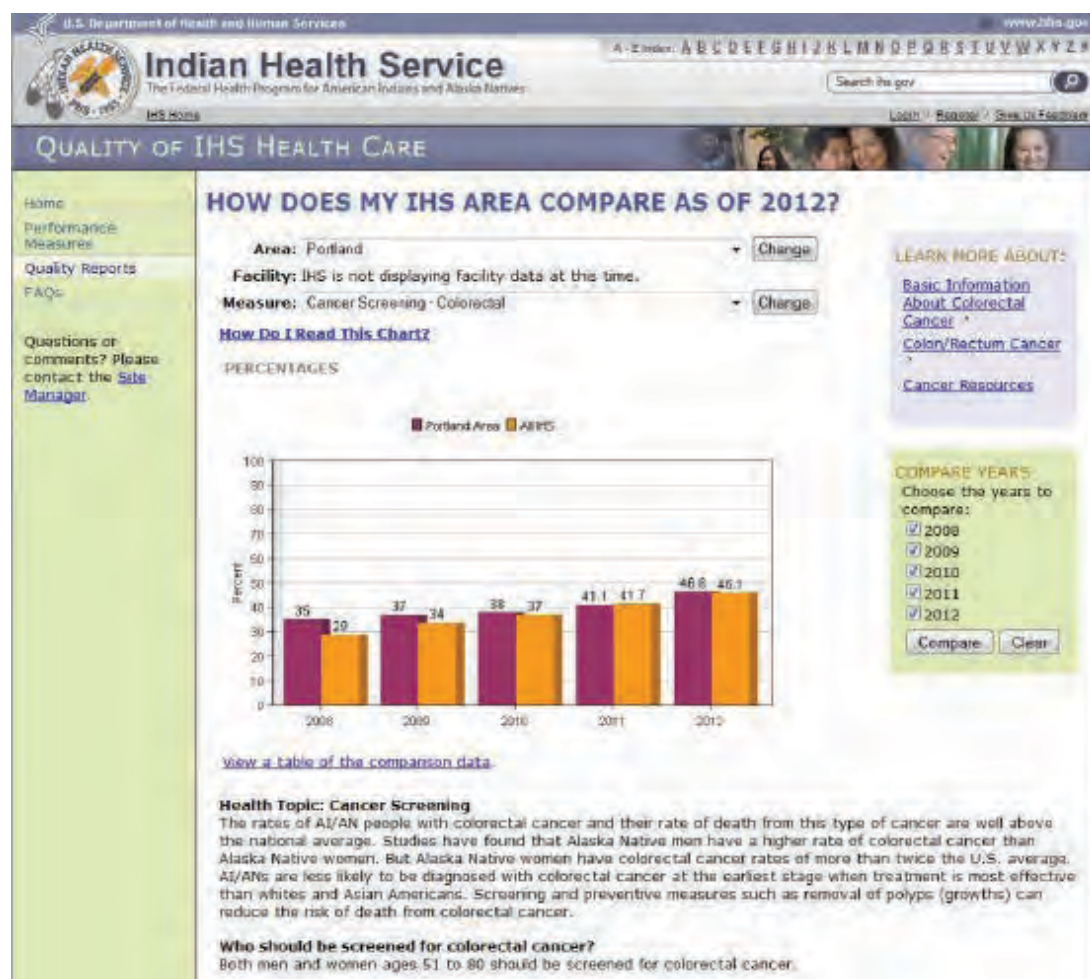 U.S. Department of Health and Human Services
www.hhs.gov
Indian Health Service
The Federal Health Program for American Indians and Alaska Natives
A - Z Index: A B C D E F G H I J K L M N O P Q R S T U V W X Y Z #
Search ihs.gov
IHS Home
Login / Register / Give Us Feedback
QUALITY OF IHS HEALTH CARE
Home
Performance
Measures
Quality Reports
FAQs
Questions or
comments? Please
contact the Site
Manager.
HOW DOES MY IHS AREA COMPARE AS OF 2012?
Area: Portland Change
Facility: IHS is not displaying facility data at this time.
Measure: Cancer Screening - Colorectal Change
How Do I Read This Chart?
PERCENTAGES
Portland Area All IHS
Percent
100
90
80
70
60
50
40
30
20
10
0
35 29 37 34 38 37 41.1 41.7 46.8 46.1
2008 2009 2010 2011 2012
View a table of the comparison data.
Health Topic: Cancer Screening
The rates of AI/AN people with colorectal cancer and their rate of death from this type of cancer are well above
the national average. Studies have found that Alaska Native men have a higher rate of colorectal cancer than
Alaska Native women. But Alaska Native women have colorectal cancer rates of more than twice the U.S. average.
AI/ANs are less likely to be diagnosed with colorectal cancer at the earliest stage when treatment is most effective
than whites and Asian Americans. Screening and preventive measures such as removal of polyps (growths) can
reduce the risk of death from colorectal cancer.
Who should be screened for colorectal cancer?
Both men and women ages 51 to 80 should be screened for colorectal cancer.
LEARN MORE ABOUT:
Basic Information
About Colorectal
Cancer
Colon/Rectum Cancer
Cancer Resources
COMPARE YEARS
Choose the years to
compare:
2008
2009
2010
2011
2012
Compare Clear